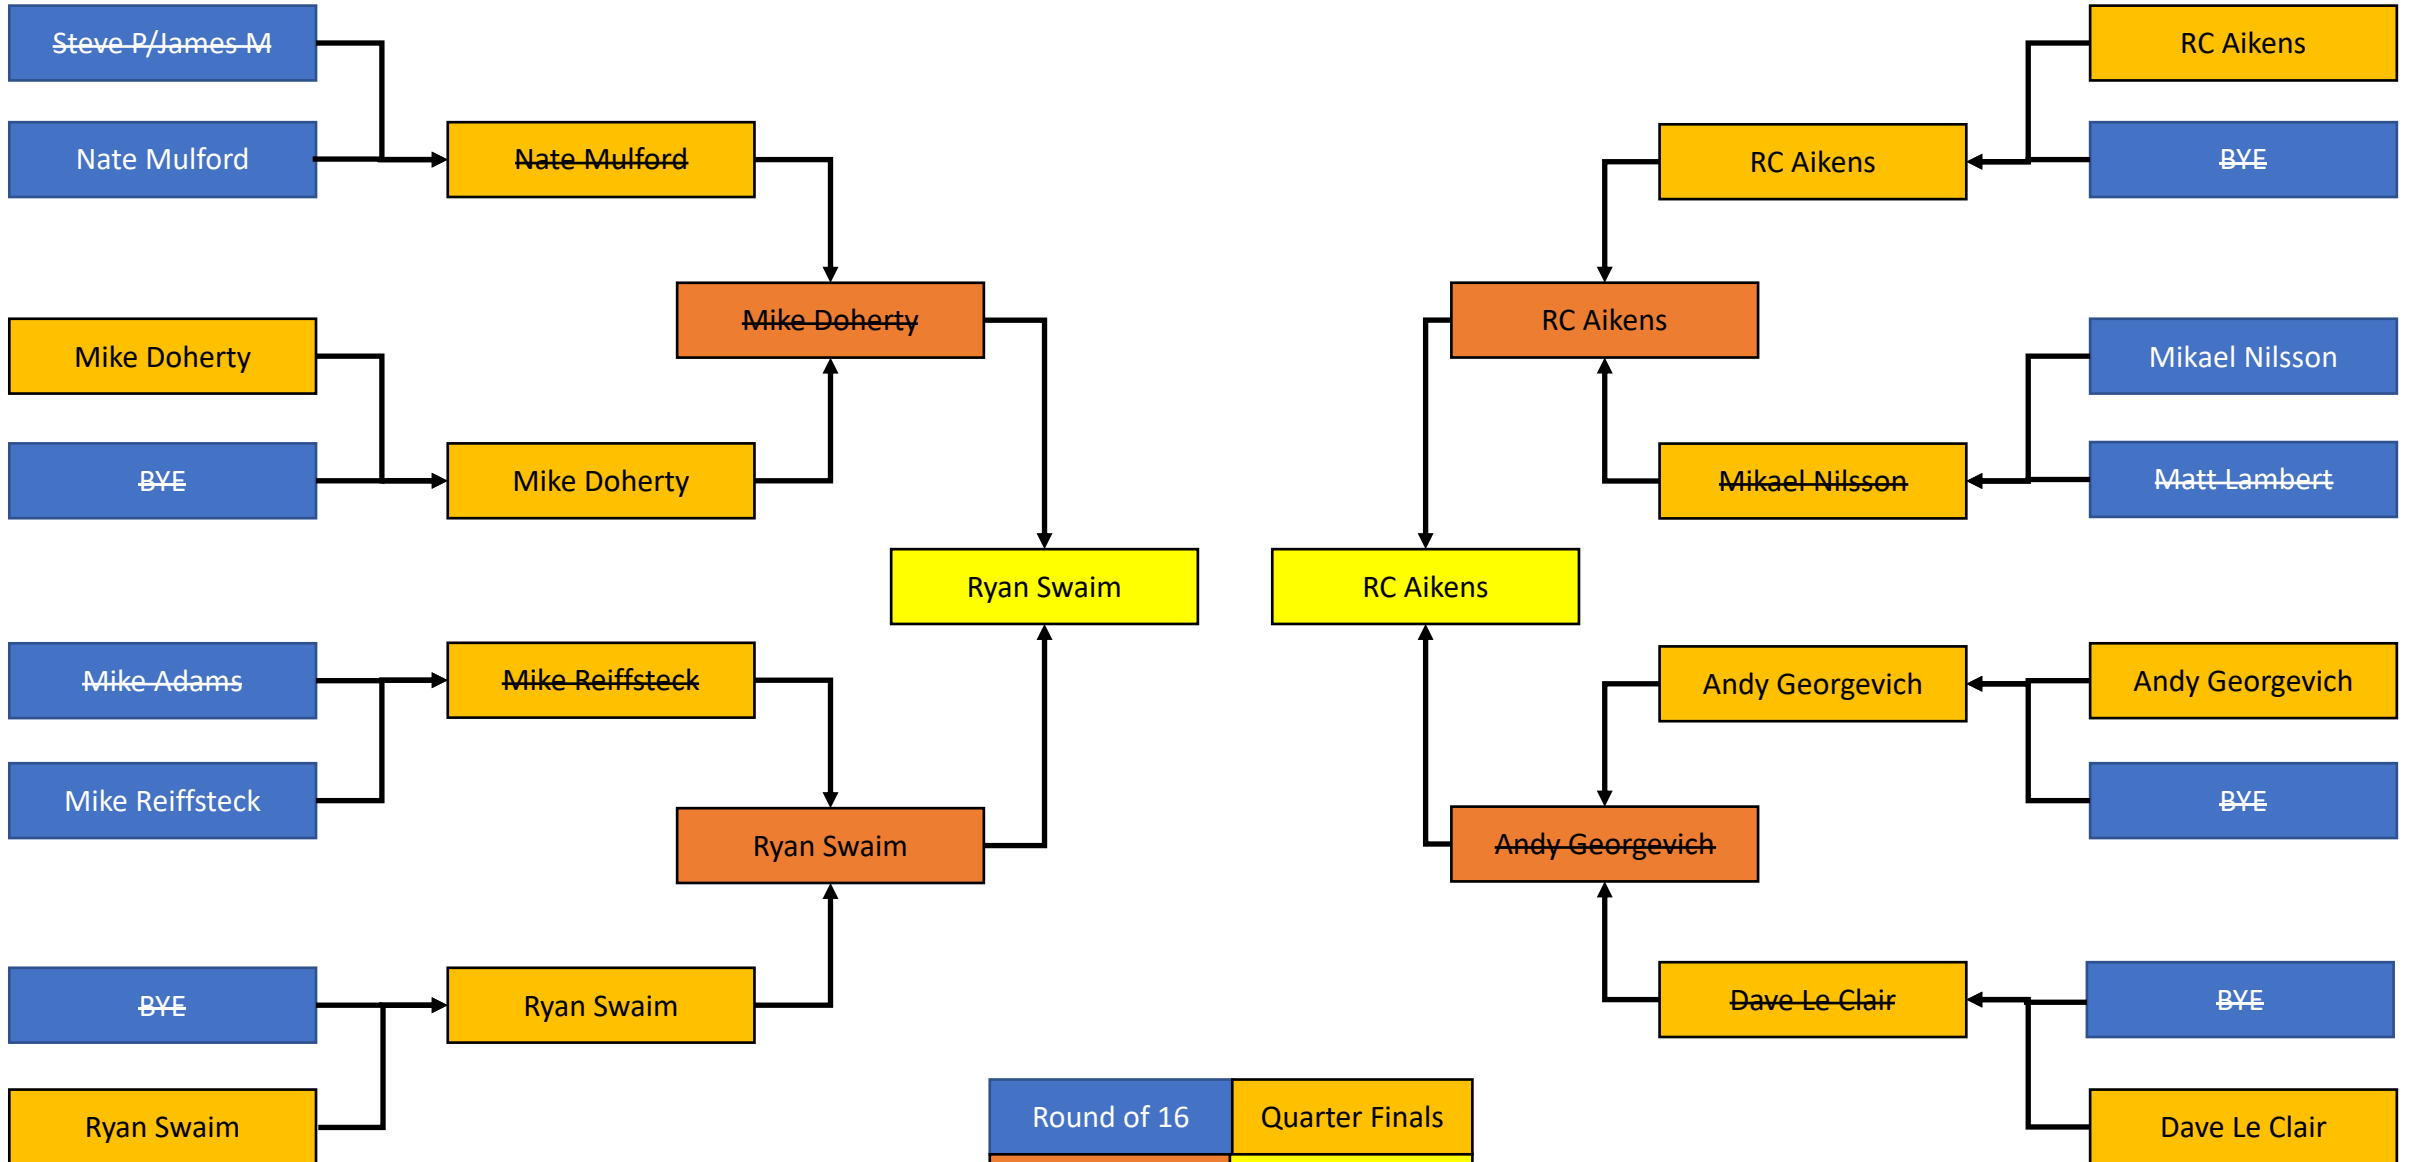 Steve P/James M
Nate Mulford
Mike Doherty
BYE
Mike Adams
Mike Reiffsteck
BYE
Ryan Swaim
Nate Mulford
Mike Doherty
Mike Reiffsteck
Ryan Swaim
Mike Doherty
Ryan Swaim
Ryan Swaim
RC Aikens
RC Aikens
Andy Georgevich
RC Aikens
Mikael Nilsson
Andy Georgevich
Dave Le Clair
RC Aikens
BYE
Mikael Nilsson
Matt Lambert
Andy Georgevich
BYE
BYE
Dave Le Clair
Round of 16
Quarter Finals